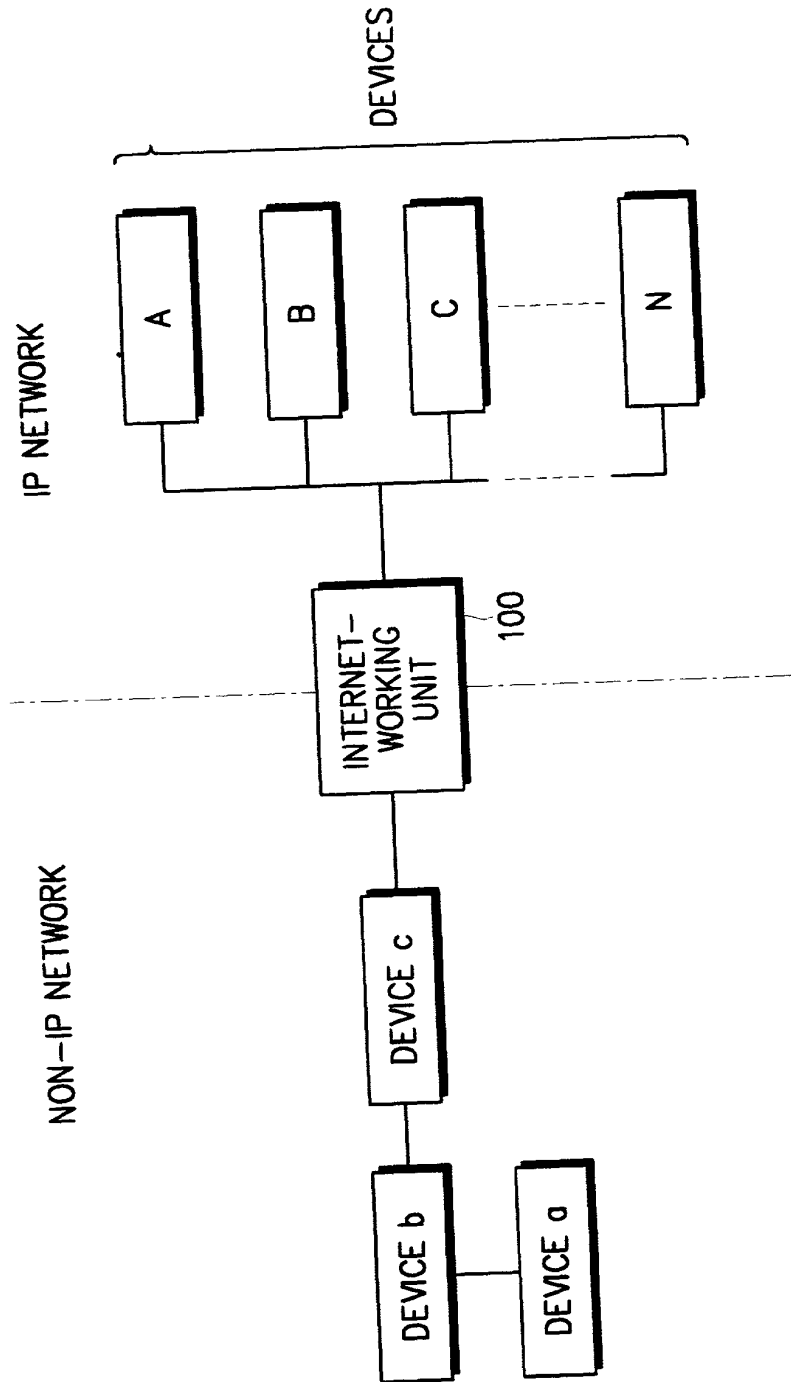 NON-IP NETWORK
IP NETWORK
DEVICE a
DEVICE b
DEVICE c
INTERNET-
WORKING
UNIT
100
A
B
C
N
DEVICES